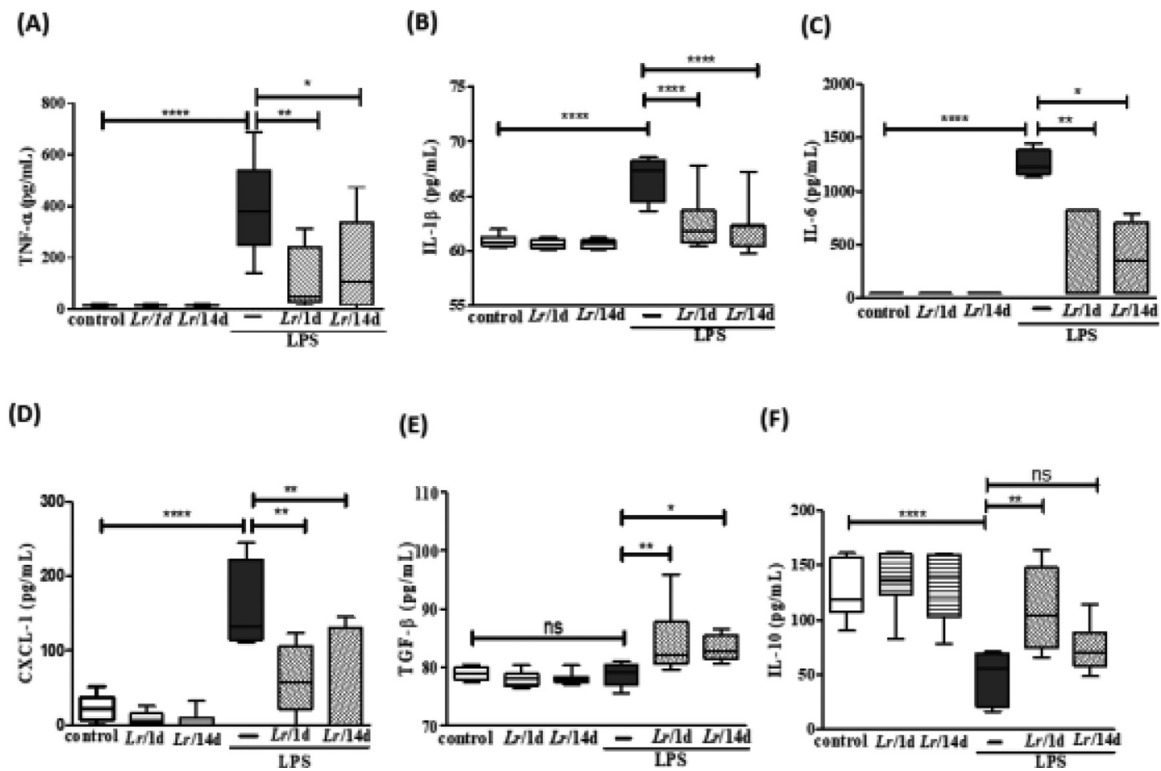 (A)
TNF-α (pg/mL)
800
600
400
200
0
****
**
*
control Lr/1d Lr/14d – Lr/1d Lr/14d
LPS
(B)
IL-1β (pg/mL)
75
70
65
60
55
****
****
****
control Lr/1d Lr/14d – Lr/1d Lr/14d
LPS
(C)
IL-6 (pg/mL)
2000
1500
1000
500
0
****
**
*
control Lr/1d Lr/14d – Lr/1d Lr/14d
LPS
(D)
CXCL-1 (pg/mL)
300
200
100
0
****
**
**
control Lr/1d Lr/14d – Lr/1d Lr/14d
LPS
(E)
TGF-β (pg/mL)
110
100
90
80
70
ns
**
*
control Lr/1d Lr/14d – Lr/1d Lr/14d
LPS
(F)
IL-10 (pg/mL)
200
150
100
50
0
****
**
ns
control Lr/1d Lr/14d – Lr/1d Lr/14d
LPS